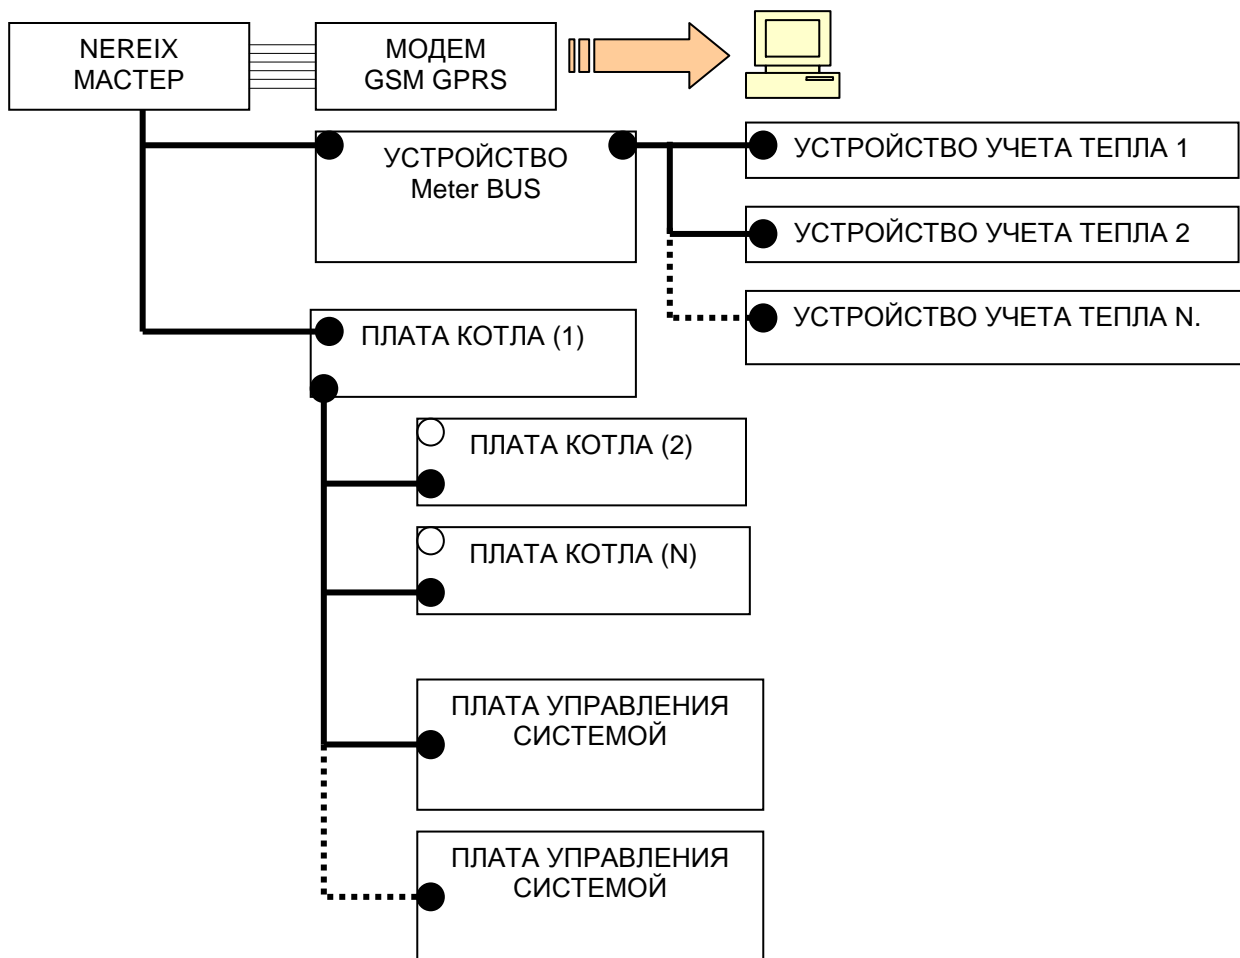 NEREIX
МАСТЕР
МОДЕМ
GSM GPRS
УСТРОЙСТВО
Meter BUS
УСТРОЙСТВО УЧЕТА ТЕПЛА 1
УСТРОЙСТВО УЧЕТА ТЕПЛА 2
УСТРОЙСТВО УЧЕТА ТЕПЛА N.
ПЛАТА КОТЛА (1)
ПЛАТА КОТЛА (2)
ПЛАТА КОТЛА (N)
ПЛАТА УПРАВЛЕНИЯ
СИСТЕМОЙ
ПЛАТА УПРАВЛЕНИЯ
СИСТЕМОЙ